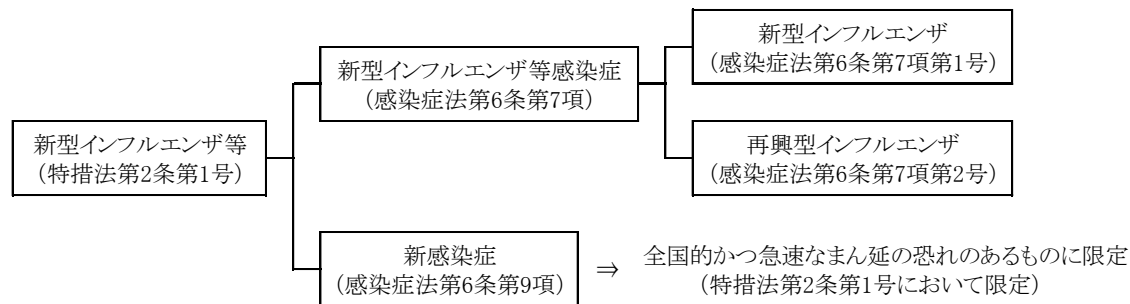 新型インフルエンザ等
(特措法第2条第1号)
新型インフルエンザ等感染症
(感染症法第6条第7項)
新型インフルエンザ
(感染症法第6条第7項第1号)
再興型インフルエンザ
(感染症法第6条第7項第2号)
新感染症
(感染症法第6条第9項)
⇒
全国的かつ急速なまん延の恐れのあるものに限定
(特措法第2条第1号において限定)